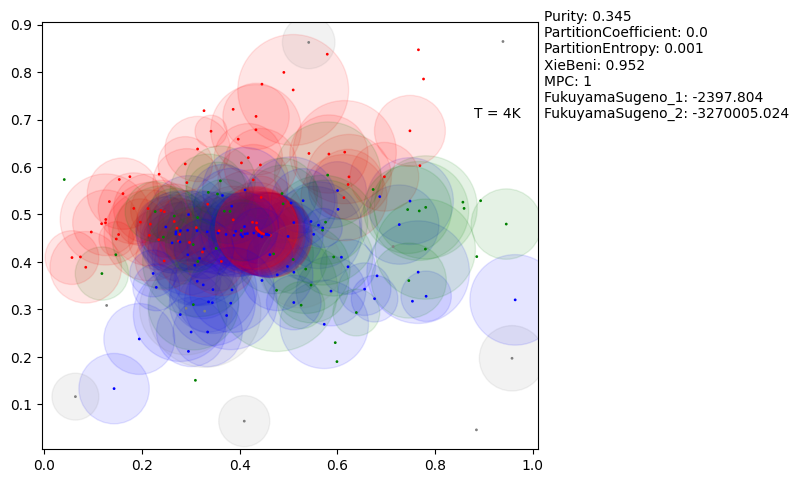 Purity: 0.345
PartitionCoefficient: 0.0
PartitionEntropy: 0.001
XieBeni: 0.952
MPC: 1
FukuyamaSugeno_1: -2397.804
FukuyamaSugeno_2: -3270005.024
T = 4K
0.9
0.8
0.7
0.6
0.5
0.4
0.3
0.2
0.1
0.0 0.2 0.4 0.6 0.8 1.0